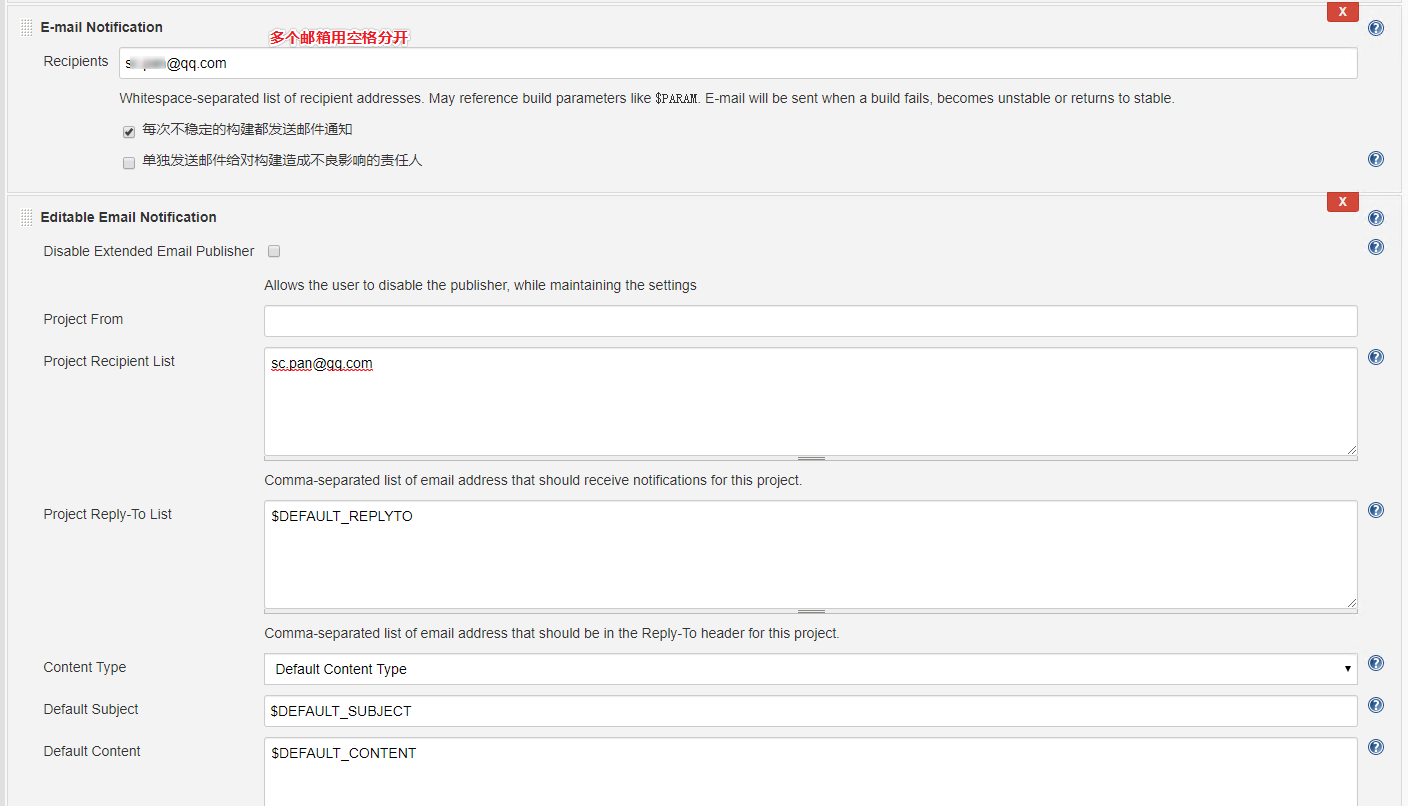 E-mail Notification
X
多个邮箱用空格分开
Recipients
@qq.com
Whitespace-separated list of recipient addresses. May reference build parameters like $PARAM. E-mail will be sent when a build fails, becomes unstable or returns to stable.
每次不稳定的构建都发送邮件通知
单独发送邮件给对构建造成不良影响的责任人
X
Editable Email Notification
Disable Extended Email Publisher
Allows the user to disable the publisher, while maintaining the settings
Project From
Project Recipient List
sc.pan@qq.com
Comma-separated list of email address that should receive notifications for this project.
Project Reply-To List
$DEFAULT_REPLYTO
Comma-separated list of email address that should be in the Reply-To header for this project.
Content Type
Default Content Type
Default Subject
$DEFAULT_SUBJECT
Default Content
$DEFAULT_CONTENT